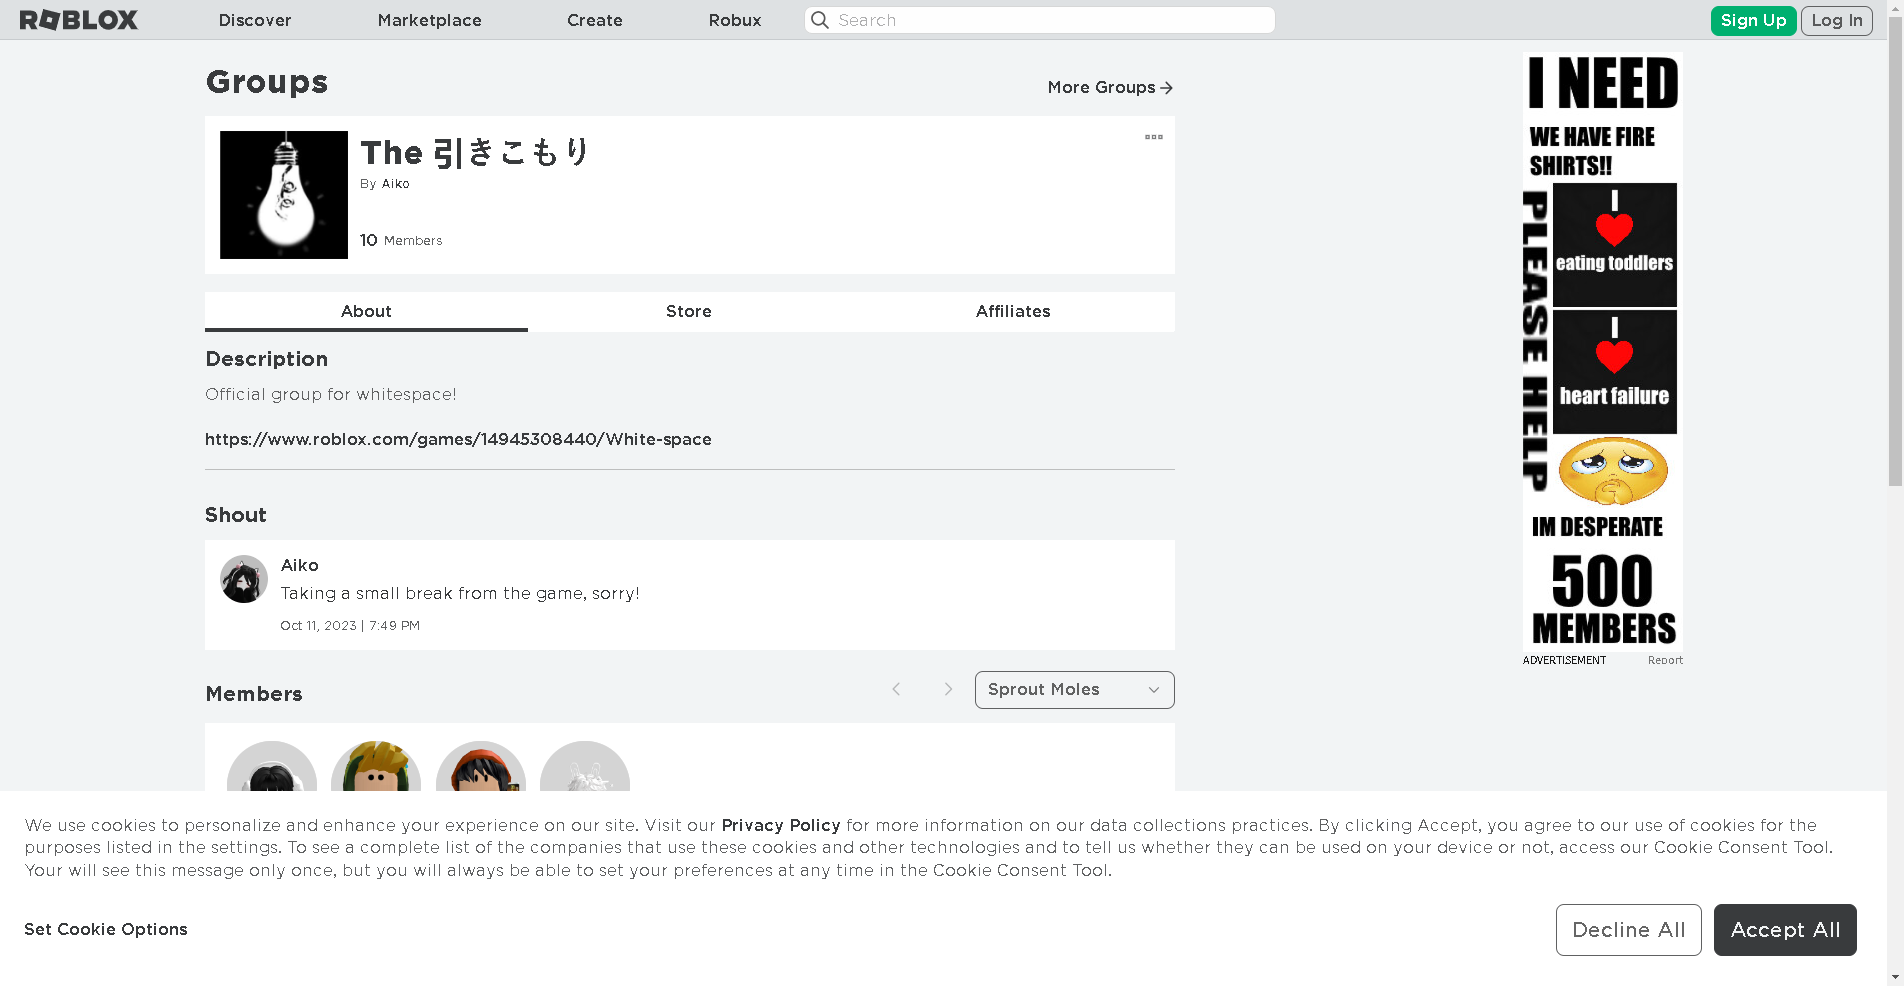 ROBLOX
Discover
Marketplace
Create
Robux
Search
Sign Up
Log In
Groups
More Groups
The 引きこもり
By Aiko
10 Members
About
Store
Affiliates
Description
Official group for whitespace!
https://www.roblox.com/games/14945308440/White-space
Shout
Aiko
Taking a small break from the game, sorry!
Oct 11, 2023 | 7:49 PM
Members
Sprout Moles
I NEED
WE HAVE FIRE
SHIRTS!!
PLEASE HELP
I
eating toddlers
I
heart failure
IM DESPERATE
500
MEMBERS
ADVERTISEMENT
Report
We use cookies to personalize and enhance your experience on our site. Visit our Privacy Policy for more information on our data collections practices. By clicking Accept, you agree to our use of cookies for the
purposes listed in the settings. To see a complete list of the companies that use these cookies and other technologies and to tell us whether they can be used on your device or not, access our Cookie Consent Tool.
Your will see this message only once, but you will always be able to set your preferences at any time in the Cookie Consent Tool.
Set Cookie Options
Decline All
Accept All